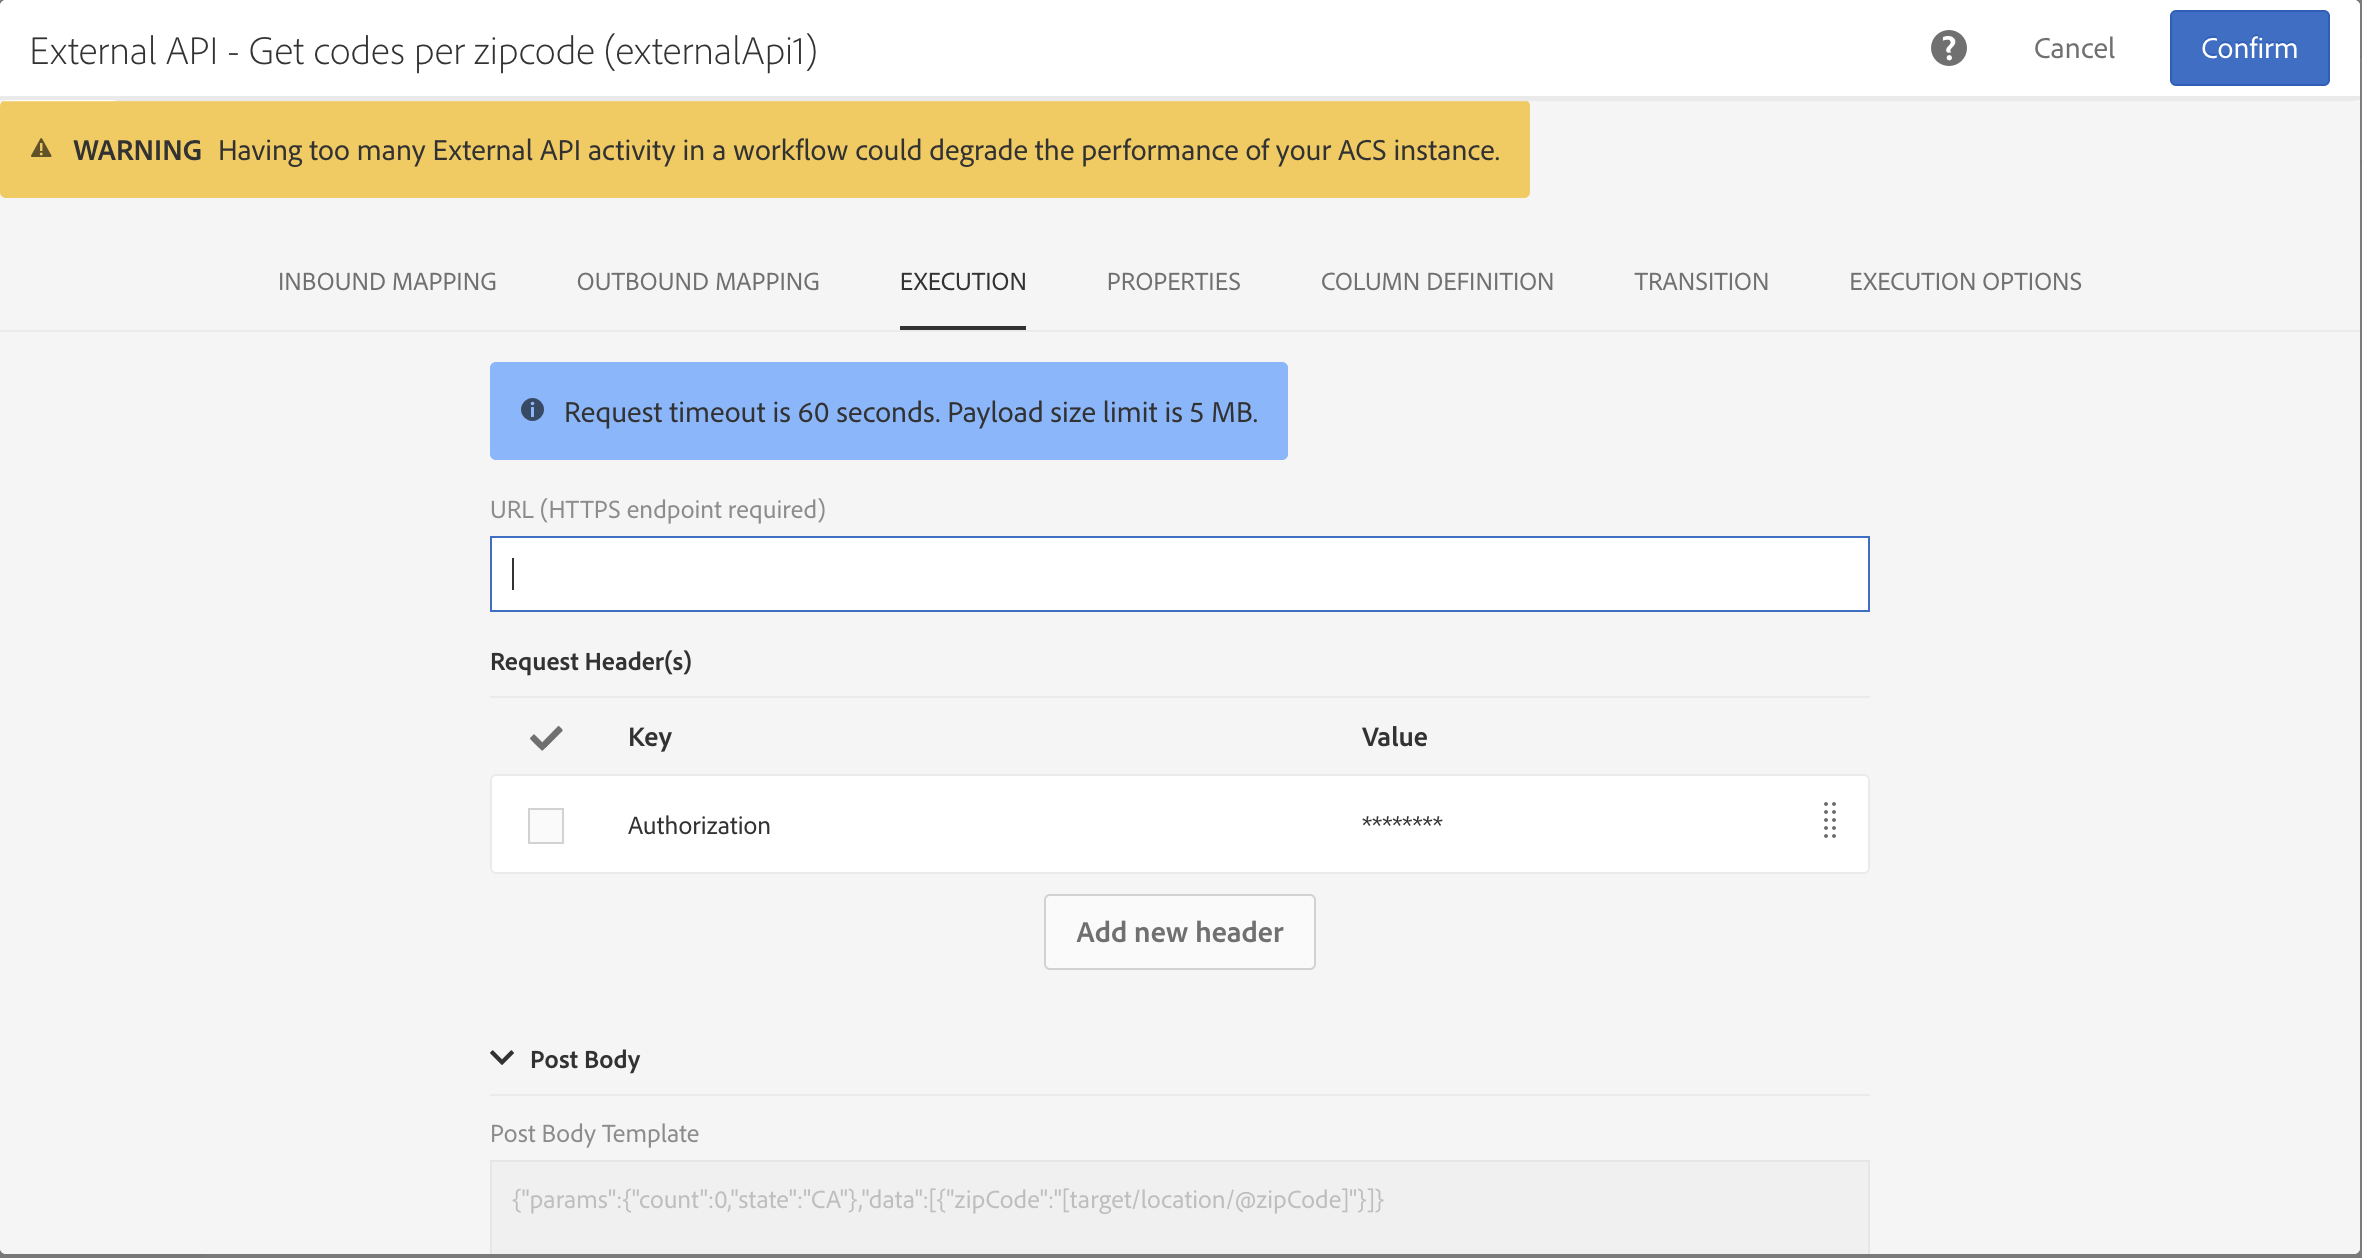 External API - Get codes per zipcode (externalApi1)
Cancel
Confirm
WARNING Having too many External API activity in a workflow could degrade the performance of your ACS instance.
INBOUND MAPPING
OUTBOUND MAPPING
EXECUTION
PROPERTIES
COLUMN DEFINITION
TRANSITION
EXECUTION OPTIONS
Request timeout is 60 seconds. Payload size limit is 5 MB.
URL (HTTPS endpoint required)
Request Header(s)
Key
Value
Authorization
********
Add new header
Post Body
Post Body Template
{"params":{"count":0,"state":"CA"},"data":[{"zipCode":"[target/location/@zipCode]"}]}